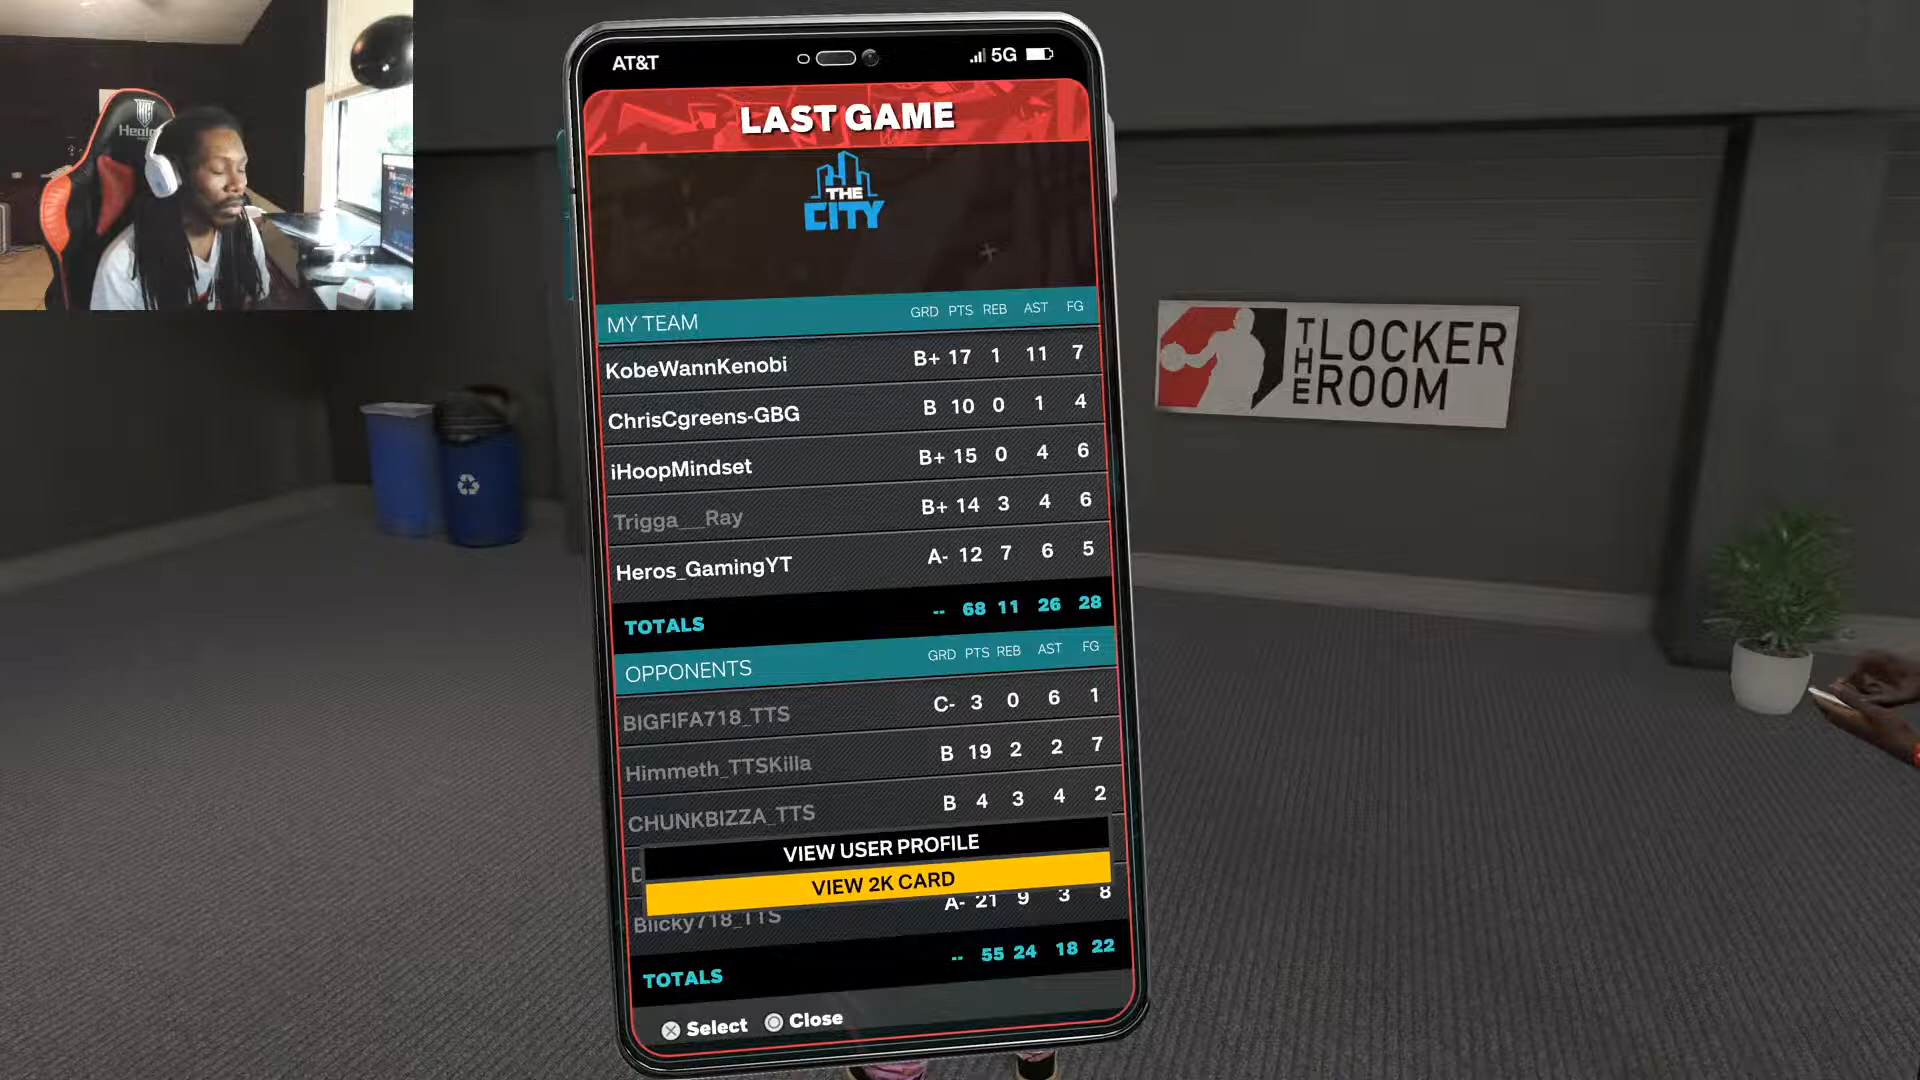 AT&T 5G
LAST GAME
THE
CITY
MY TEAM GRD PTS REB AST FG
KobeWannKenobi B+ 17 1 11 7
ChrisCgreens-GBG B 10 0 1 4
iHoopMindset B+ 15 0 4 6
Trigga__Ray B+ 14 3 4 6
Heros_GamingYT A- 12 7 6 5
TOTALS -- 68 11 26 28
OPPONENTS GRD PTS REB AST FG
BIGFIFA718_TTS C- 3 0 6 1
Himmeth_TTSKilla B 19 2 2 7
CHUNKBIZZA_TTS B 4 3 4 2
VIEW USER PROFILE
VIEW 2K CARD
Blicky718_TTS A- 21 9 3 8
TOTALS -- 55 24 18 22
Select Close
THE LOCKER
ROOM